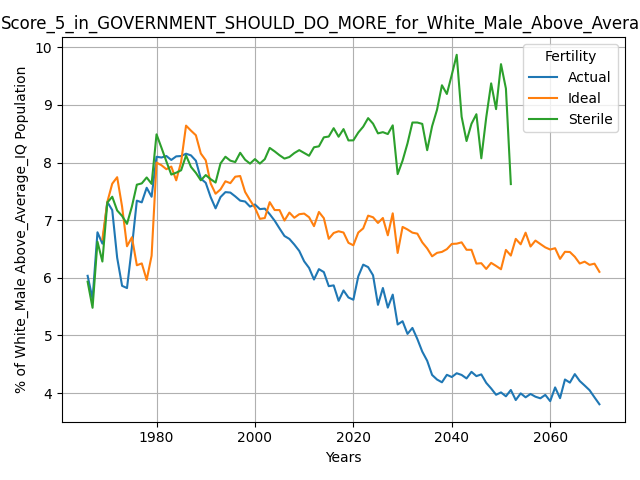 Score_5_in_GOVERNMENT_SHOULD_DO_MORE_for_White_Male_Above_Avera
% of White_Male Above_Average_IQ Population
10
9
8
7
6
5
4
Fertility
Actual
Ideal
Sterile
1980
2000
2020
2040
2060
Years